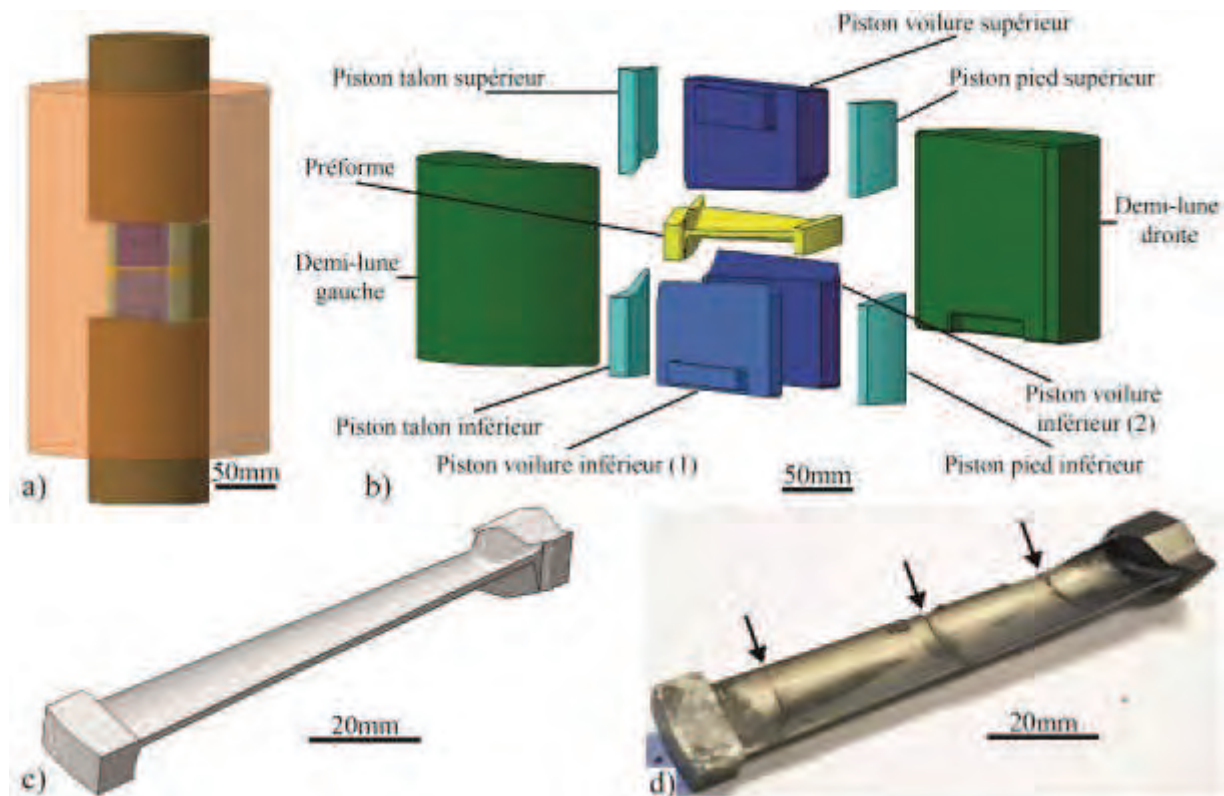 Piston voilure supérieur
Piston talon supérieur
Piston pied supérieur
Préforme
Demi-lune
droite
Demi-lune
gauche
Piston voilure
inférieur (2)
Piston talon inférieur
Piston voilure inférieur (1)
Piston pied inférieur
50mm
a)
b)
50mm
20mm
c)
20mm
d)